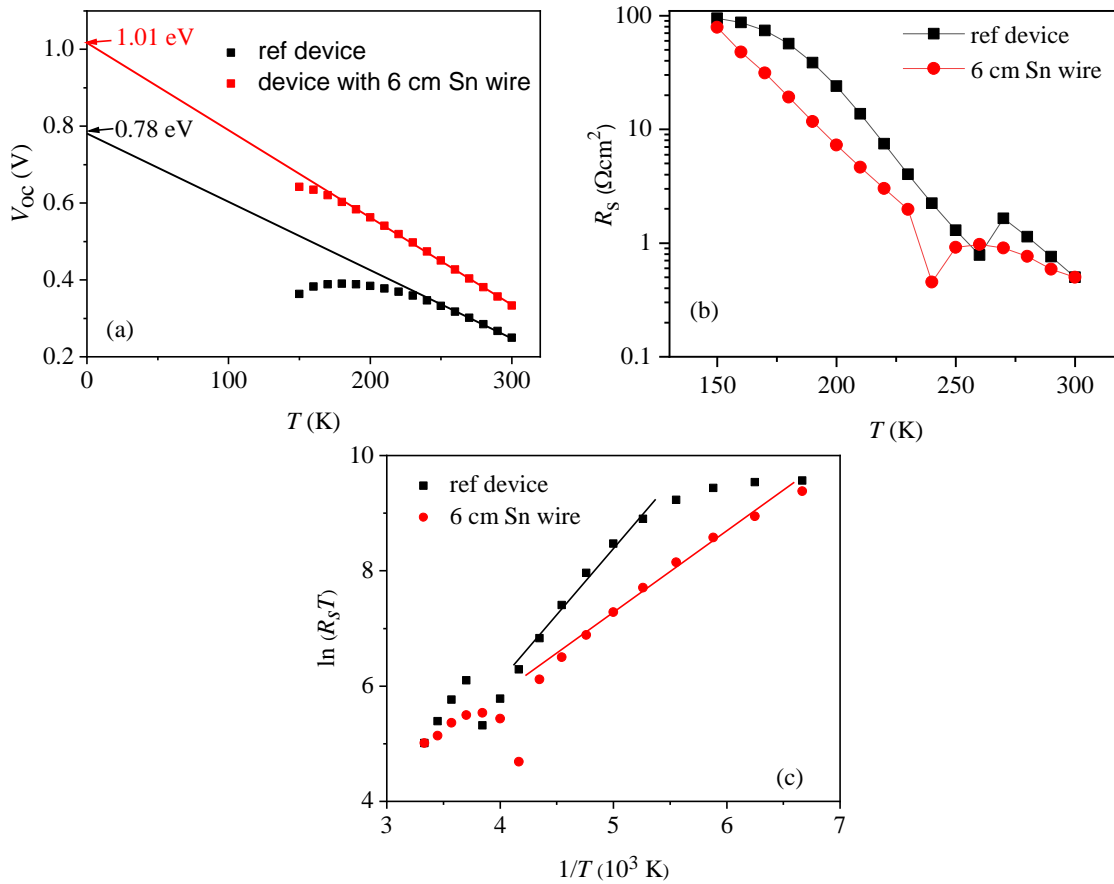 1.01 eV
ref device
device with 6 cm Sn wire
0.78 eV
(a)
V_OC (V)
1.0
0.8
0.6
0.4
0.2
0 100 200 300
T (K)
ref device
6 cm Sn wire
(b)
R_S (Ωcm²)
100
10
1
0.1
150 200 250 300
T (K)
ref device
6 cm Sn wire
(c)
ln (R_ST)
10
8
6
4
3 4 5 6 7
1/T (10³ K)